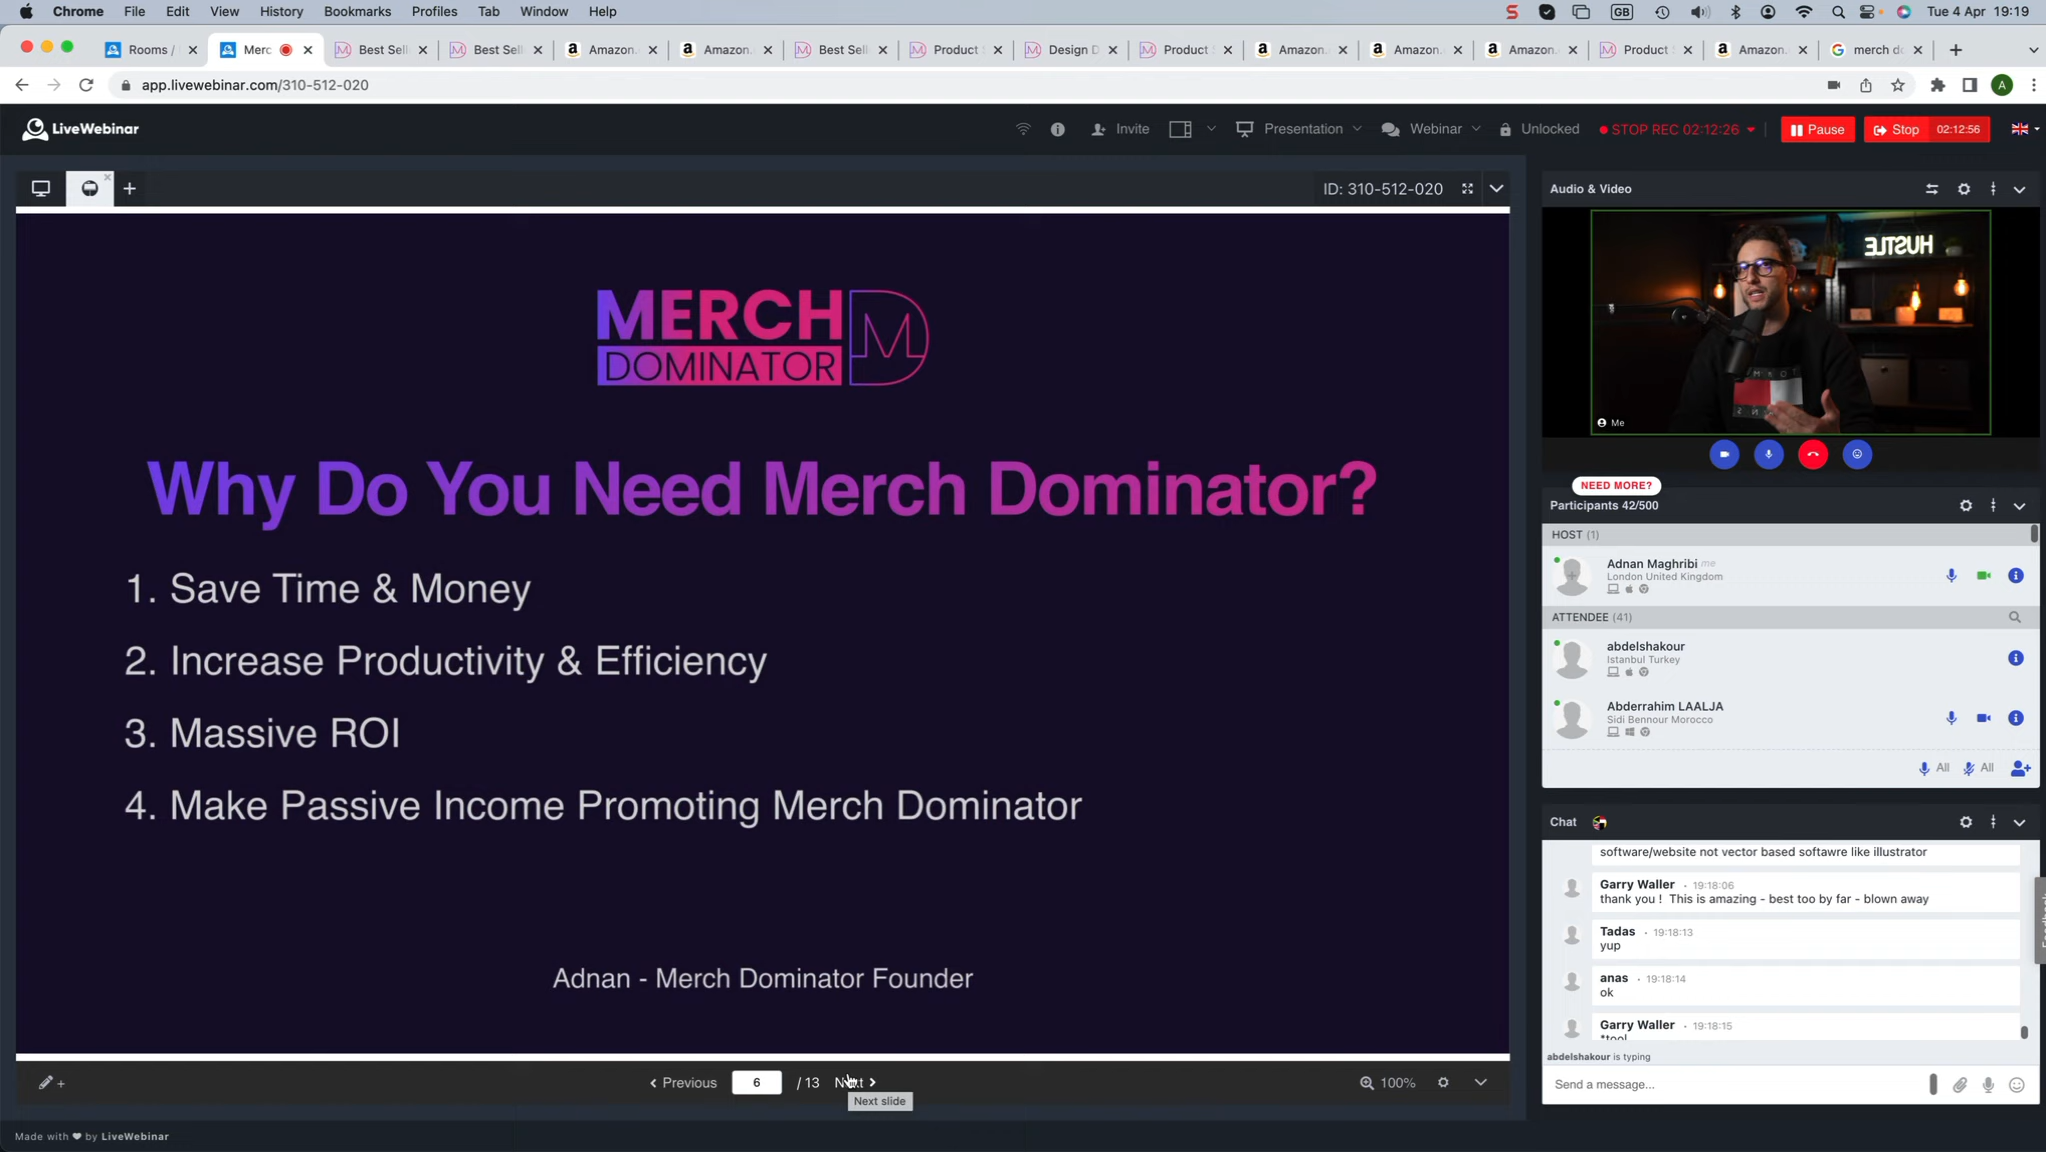 Chrome File Edit View History Bookmarks Profiles Tab Window Help
GB Tue 4 Apr 19:19
Rooms / Merc Best Sell Best Sell Amazon. Amazon. Best Sell Product Design D Product Amazon. Amazon. Amazon. Product Amazon. merch do
app.livewebinar.com/310-512-020
LiveWebinar
Invite Presentation Webinar Unlocked STOP REC 02:12:26 Pause Stop 02:12:56
ID: 310-512-020
MERCH
DOMINATOR
Why Do You Need Merch Dominator?
1. Save Time & Money
2. Increase Productivity & Efficiency
3. Massive ROI
4. Make Passive Income Promoting Merch Dominator
Adnan - Merch Dominator Founder
Previous 6 / 13 Next
Next slide
100%
Made with ♥ by LiveWebinar
Audio & Video
HUSTLE
Me
NEED MORE?
Participants 42/500
HOST (1)
Adnan Maghribi me
London United Kingdom
ATTENDEE (41)
abdelshakour
Istanbul Turkey
Abderrahim LAALJA
Sidi Bennour Morocco
All All
Chat
software/website not vector based softawre like illustrator
Garry Waller • 19:18:06
thank you ! This is amazing - best too by far - blown away
Tadas • 19:18:13
yup
anas • 19:18:14
ok
Garry Waller • 19:18:15
*tool
abdelshakour is typing
Send a message...